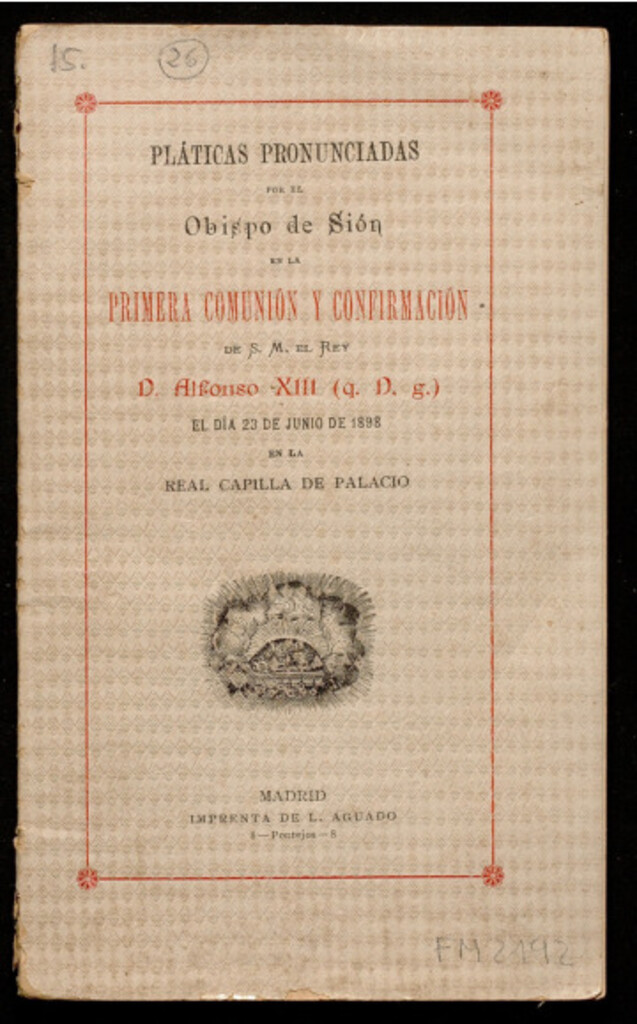 15. 26
PLÁTICAS PRONUNCIADAS
POR EL
Obispo de Sión
EN LA
PRIMERA COMUNIÓN Y CONFIRMACIÓN
DE S. M. EL REY
D. Alfonso XIII (q. D. g.)
EL DÍA 23 DE JUNIO DE 1898
EN LA
REAL CAPILLA DE PALACIO
MADRID
IMPRENTA DE L. AGUADO
8—Pontejos—8
FM2192